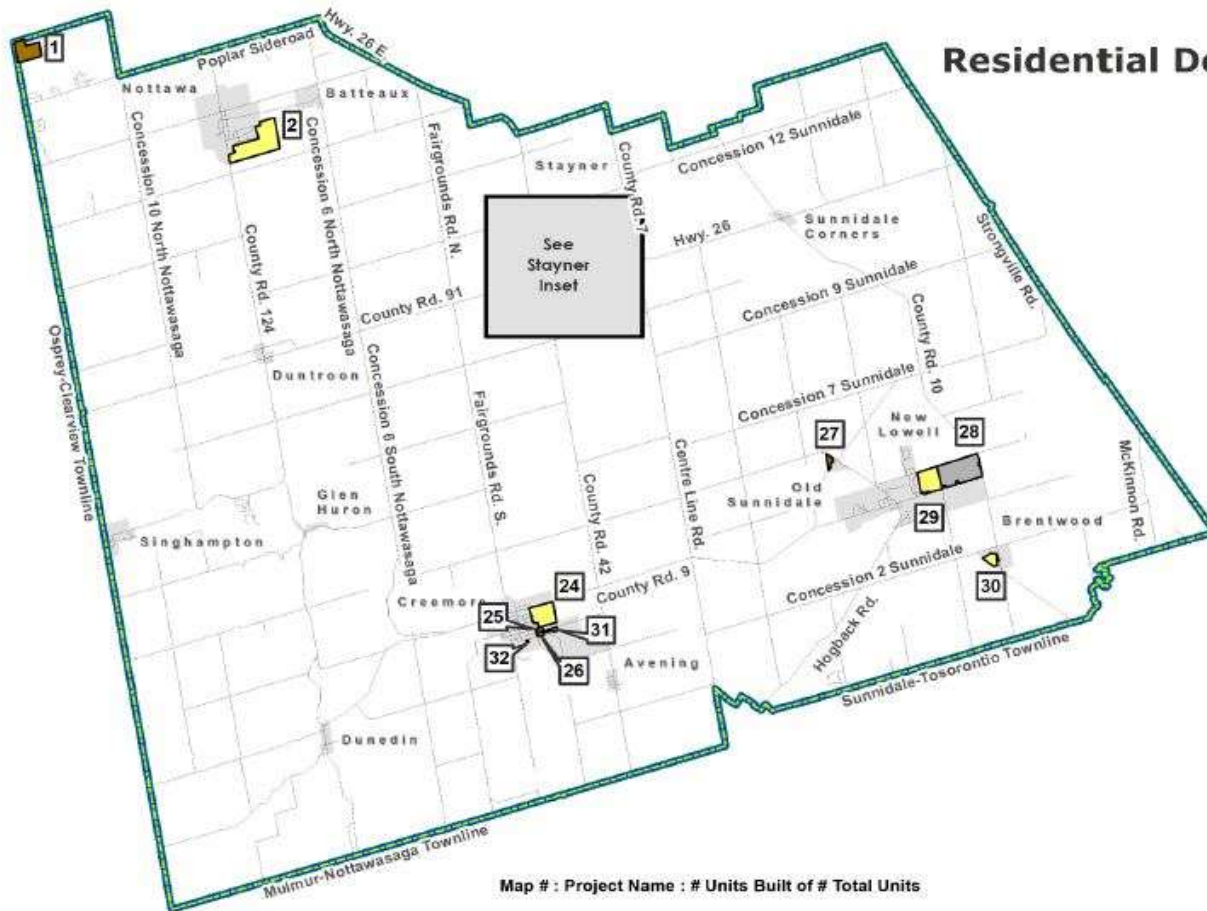 Residential De
1
Hwy. 26 E.
Poplar Sideroad
Nottawa
Batteaux
2
Concession 10 North Nottawasaga
County Rd. 124
Concession 6 North Nottawasaga
Fairgrounds Rd. N.
Stayner
County Rd. 7
Concession 12 Sunnidale
Hwy. 26
Sunnidale
Corners
Strongville Rd.
See
Stayner
Inset
Concession 9 Sunnidale
County Rd. 91
County Rd. 10
Osprey-Clearview Townline
Duntroon
Concession 6 South Nottawasaga
Fairgrounds Rd. S.
Concession 7 Sunnidale
New
Lowell
27
28
McKinnon Rd.
Centre Line Rd.
County Rd. 42
Old
Sunnidale
29
Brentwood
Glen
Huron
Singhampton
Concession 2 Sunnidale
30
County Rd. 9
24
Creemore
25
31
32
26
Avening
Hogback Rd.
Sunnidale-Tosorontio Townline
Dunedin
Mulmur-Nottawasaga Townline
Map # : Project Name : # Units Built of # Total Units